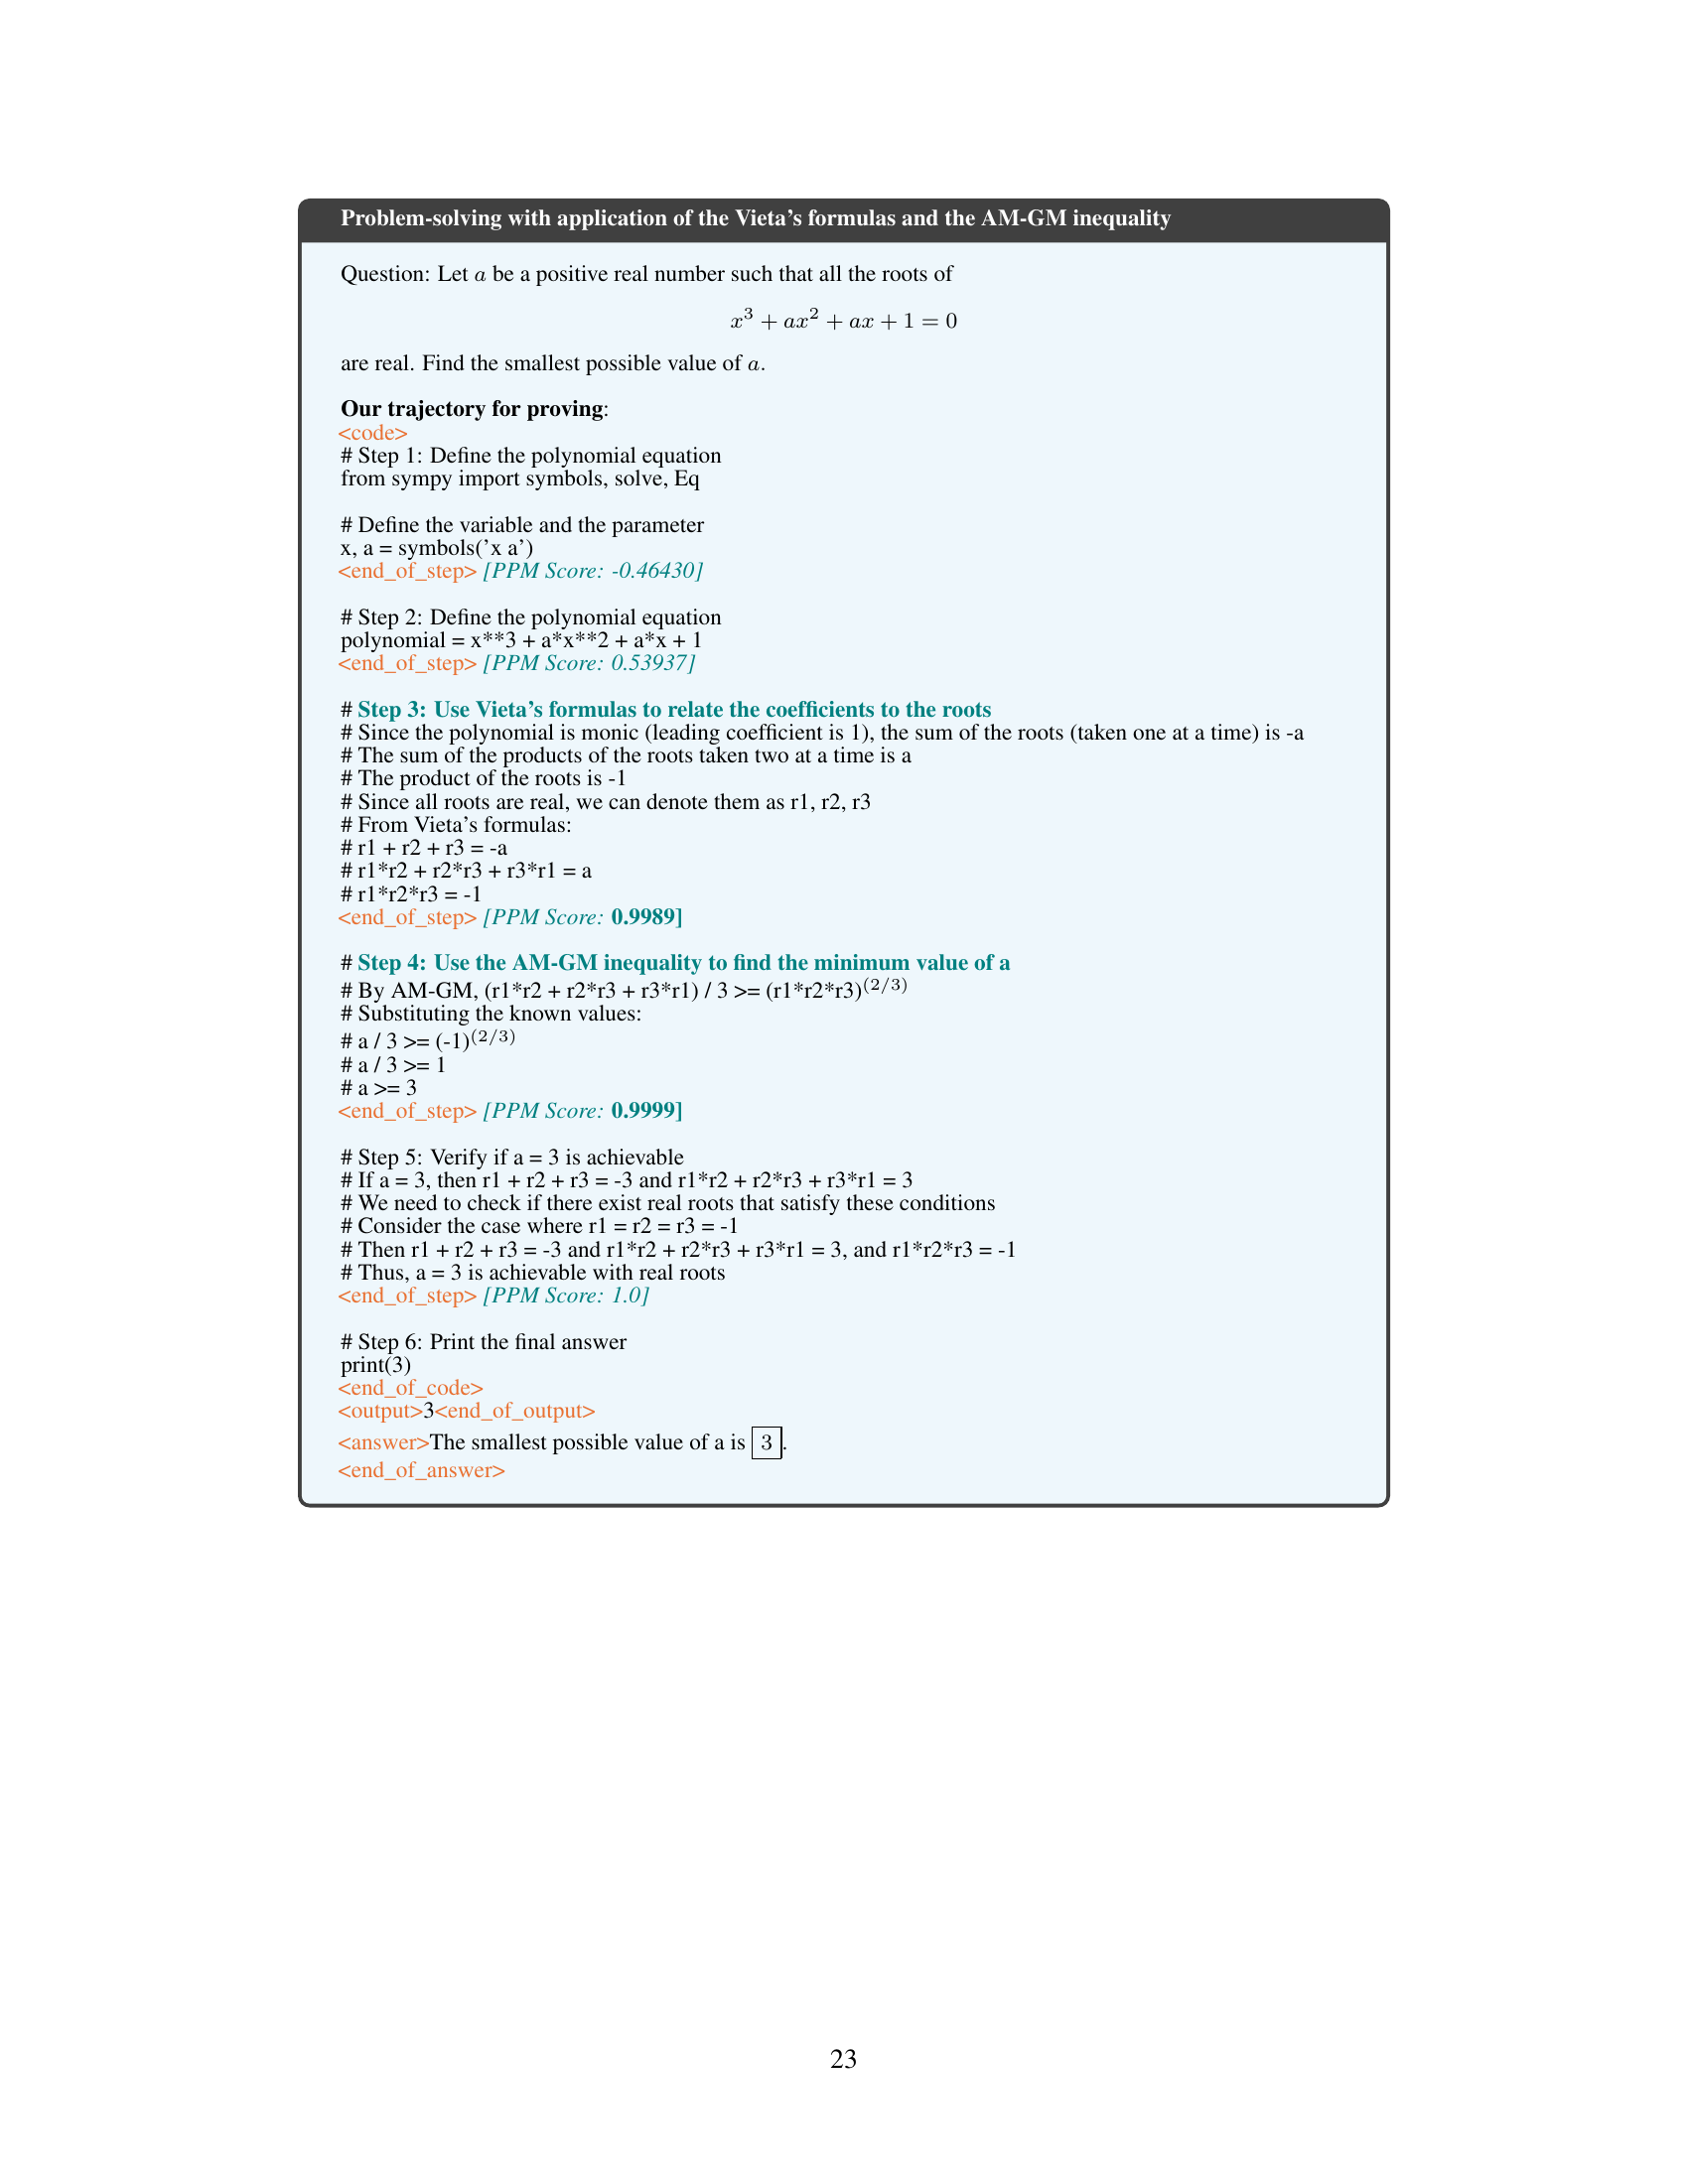 Problem-solving with application of the Vieta's formulas and the AM-GM inequality
Question: Let a be a positive real number such that all the roots of
x³ + ax² + ax + 1 = 0
are real. Find the smallest possible value of a.
Our trajectory for proving:
<code>
# Step 1: Define the polynomial equation
from sympy import symbols, solve, Eq
# Define the variable and the parameter
x, a = symbols('x a')
<end_of_step> [PPM Score: -0.46430]
# Step 2: Define the polynomial equation
polynomial = x**3 + a*x**2 + a*x + 1
<end_of_step> [PPM Score: 0.53937]
# Step 3: Use Vieta's formulas to relate the coefficients to the roots
# Since the polynomial is monic (leading coefficient is 1), the sum of the roots (taken one at a time) is -a
# The sum of the products of the roots taken two at a time is a
# The product of the roots is -1
# Since all roots are real, we can denote them as r1, r2, r3
# From Vieta's formulas:
# r1 + r2 + r3 = -a
# r1*r2 + r2*r3 + r3*r1 = a
# r1*r2*r3 = -1
<end_of_step> [PPM Score: 0.9989]
# Step 4: Use the AM-GM inequality to find the minimum value of a
# By AM-GM, (r1*r2 + r2*r3 + r3*r1) / 3 >= (r1*r2*r3)^(2/3)
# Substituting the known values:
# a / 3 >= (-1)^(2/3)
# a / 3 >= 1
# a >= 3
<end_of_step> [PPM Score: 0.9999]
# Step 5: Verify if a = 3 is achievable
# If a = 3, then r1 + r2 + r3 = -3 and r1*r2 + r2*r3 + r3*r1 = 3
# We need to check if there exist real roots that satisfy these conditions
# Consider the case where r1 = r2 = r3 = -1
# Then r1 + r2 + r3 = -3 and r1*r2 + r2*r3 + r3*r1 = 3, and r1*r2*r3 = -1
# Thus, a = 3 is achievable with real roots
<end_of_step> [PPM Score: 1.0]
# Step 6: Print the final answer
print(3)
<end_of_code>
<output>3<end_of_output>
<answer>The smallest possible value of a is 3.
<end_of_answer>
23